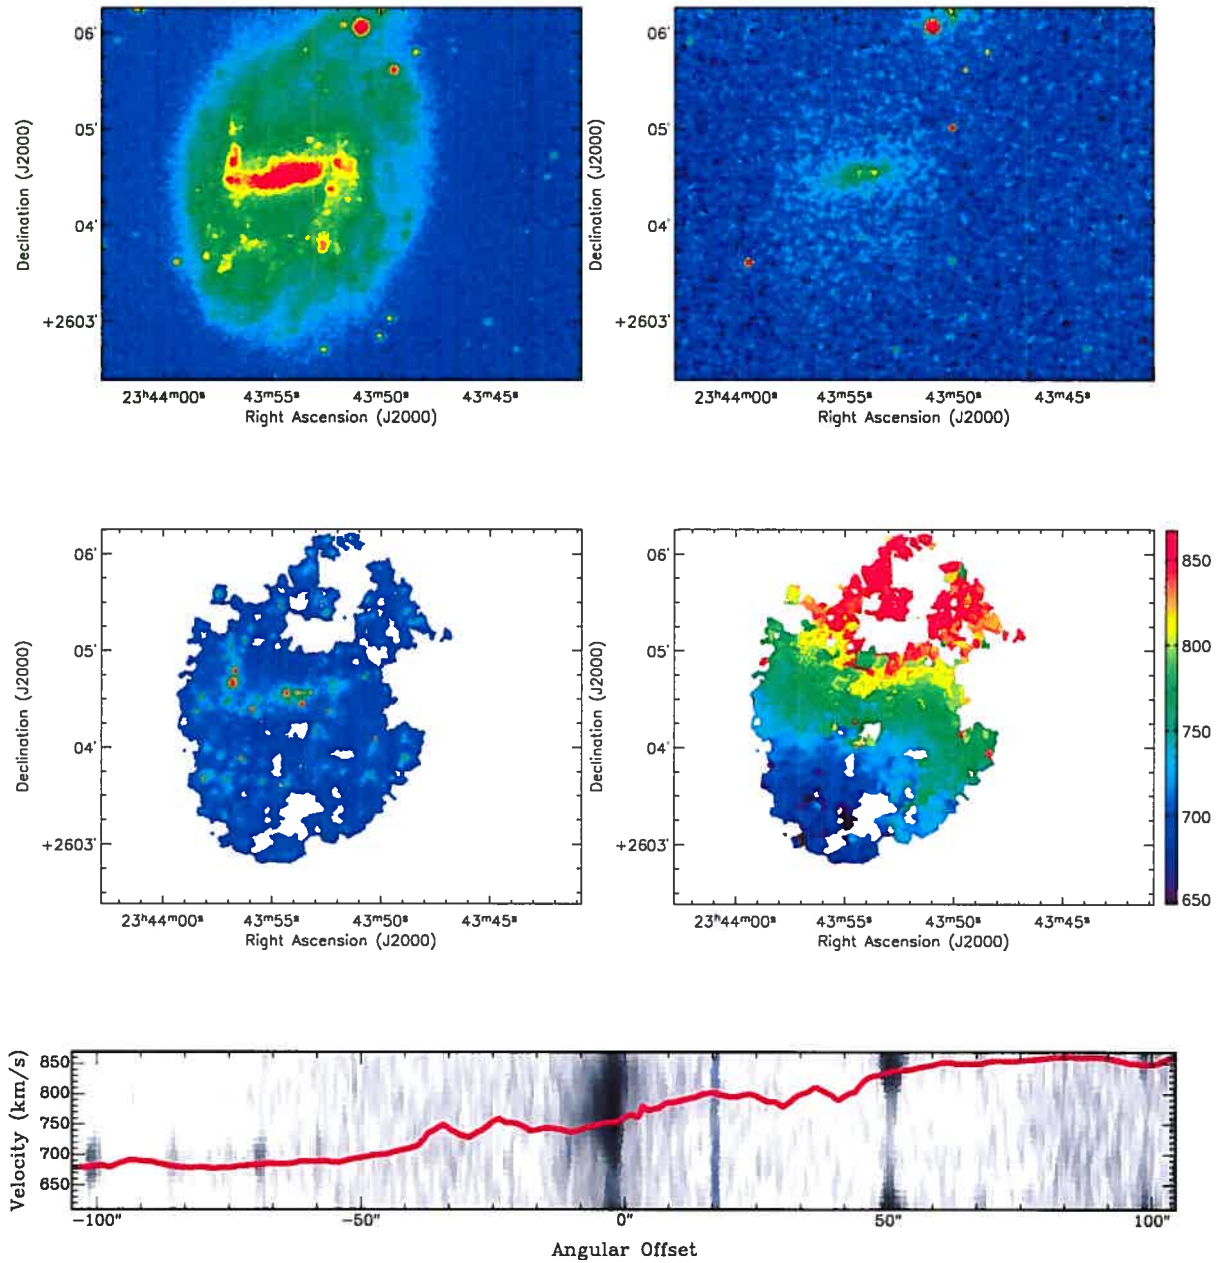 06'
05'
04'
+2603'
Declination (J2000)
23ʰ44ᵐ00ˢ 43ᵐ55ˢ 43ᵐ50ˢ 43ᵐ45ˢ
Right Ascension (J2000)
06'
05'
04'
+2603'
Declination (J2000)
23ʰ44ᵐ00ˢ 43ᵐ55ˢ 43ᵐ50ˢ 43ᵐ45ˢ
Right Ascension (J2000)
06'
05'
04'
+2603'
Declination (J2000)
23ʰ44ᵐ00ˢ 43ᵐ55ˢ 43ᵐ50ˢ 43ᵐ45ˢ
Right Ascension (J2000)
06'
05'
04'
+2603'
Declination (J2000)
23ʰ44ᵐ00ˢ 43ᵐ55ˢ 43ᵐ50ˢ 43ᵐ45ˢ
Right Ascension (J2000)
850
800
750
700
650
Velocity (km/s)
850
800
750
700
650
−100" −50" 0" 50" 100"
Angular Offset